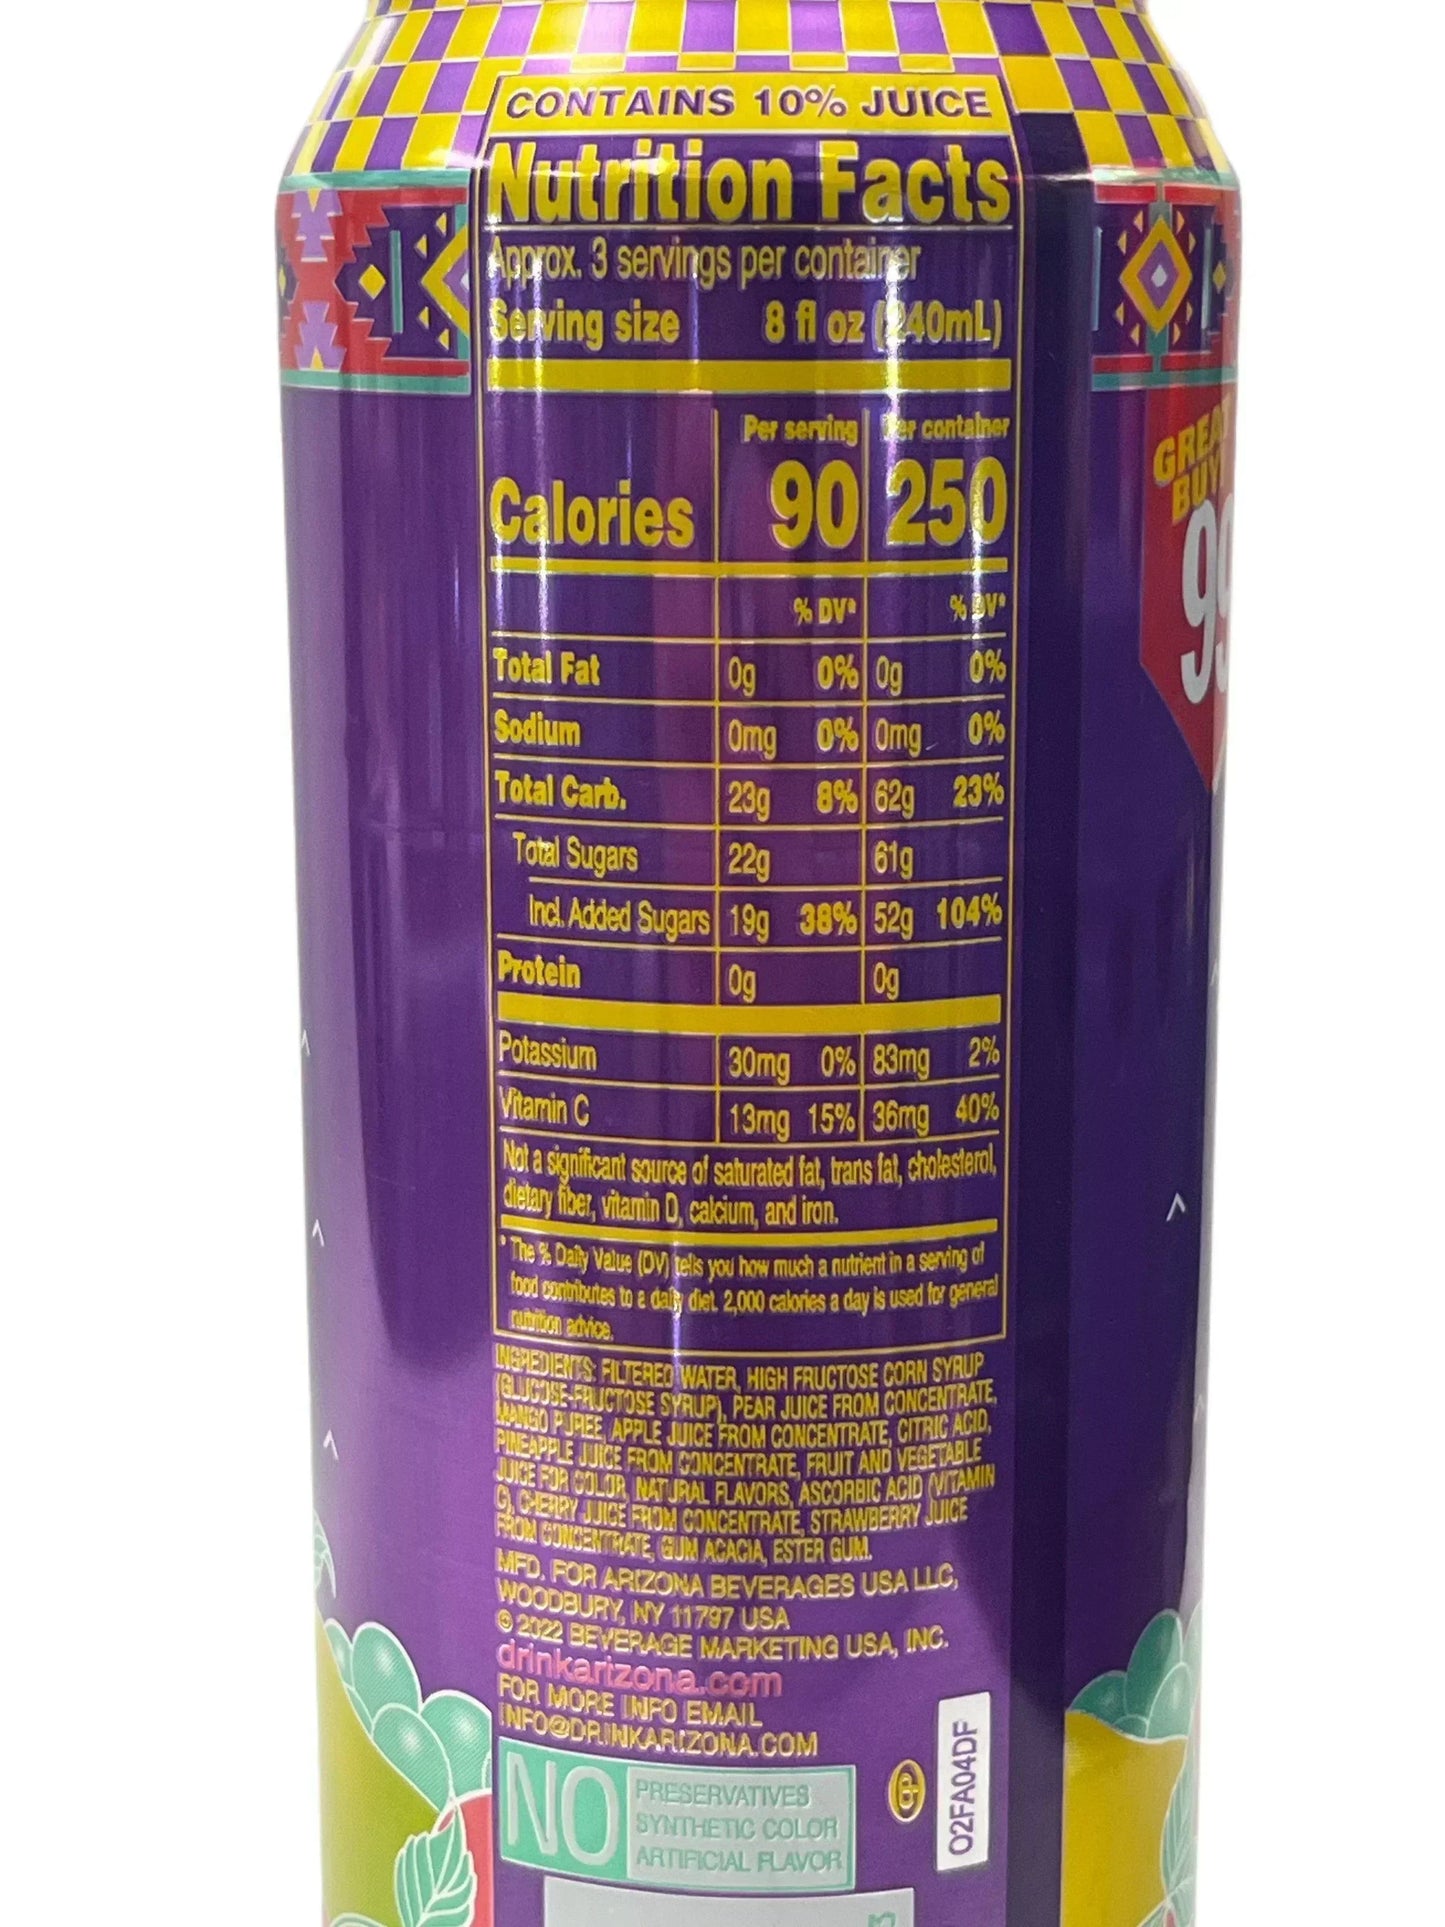 CONTAINS 10% JUICE
Nutrition Facts
Approx. 3 servings per container
Serving size 8 fl oz (240mL)
Per serving Per container
Calories 90 250
% DV* % DV*
Total Fat 0g 0% 0g 0%
Sodium 0mg 0% 0mg 0%
Total Carb. 23g 8% 62g 23%
Total Sugars 22g 61g
Incl. Added Sugars 19g 38% 52g 104%
Protein 0g 0g
Potassium 30mg 0% 83mg 2%
Vitamin C 13mg 15% 36mg 40%
Not a significant source of saturated fat, trans fat, cholesterol,
dietary fiber, vitamin D, calcium, and iron.
* The % Daily Value (DV) tells you how much a nutrient in a serving of
food contributes to a daily diet. 2,000 calories a day is used for general
nutrition advice.
INGREDIENTS: FILTERED WATER, HIGH FRUCTOSE CORN SYRUP
(GLUCOSE-FRUCTOSE SYRUP), PEAR JUICE FROM CONCENTRATE,
MANGO PUREE, APPLE JUICE FROM CONCENTRATE, CITRIC ACID,
PINEAPPLE JUICE FROM CONCENTRATE, FRUIT AND VEGETABLE
JUICE FOR COLOR, NATURAL FLAVORS, ASCORBIC ACID (VITAMIN
C), CHERRY JUICE FROM CONCENTRATE, STRAWBERRY JUICE
FROM CONCENTRATE, GUM ACACIA, ESTER GUM.
MFD. FOR ARIZONA BEVERAGES USA LLC,
WOODBURY, NY 11797 USA
© 2022 BEVERAGE MARKETING USA, INC.
drinkarizona.com
FOR MORE INFO EMAIL
INFO@DRINKARIZONA.COM
NO PRESERVATIVES
SYNTHETIC COLOR
ARTIFICIAL FLAVOR
O2FA04DF
GREAT
BUY
99